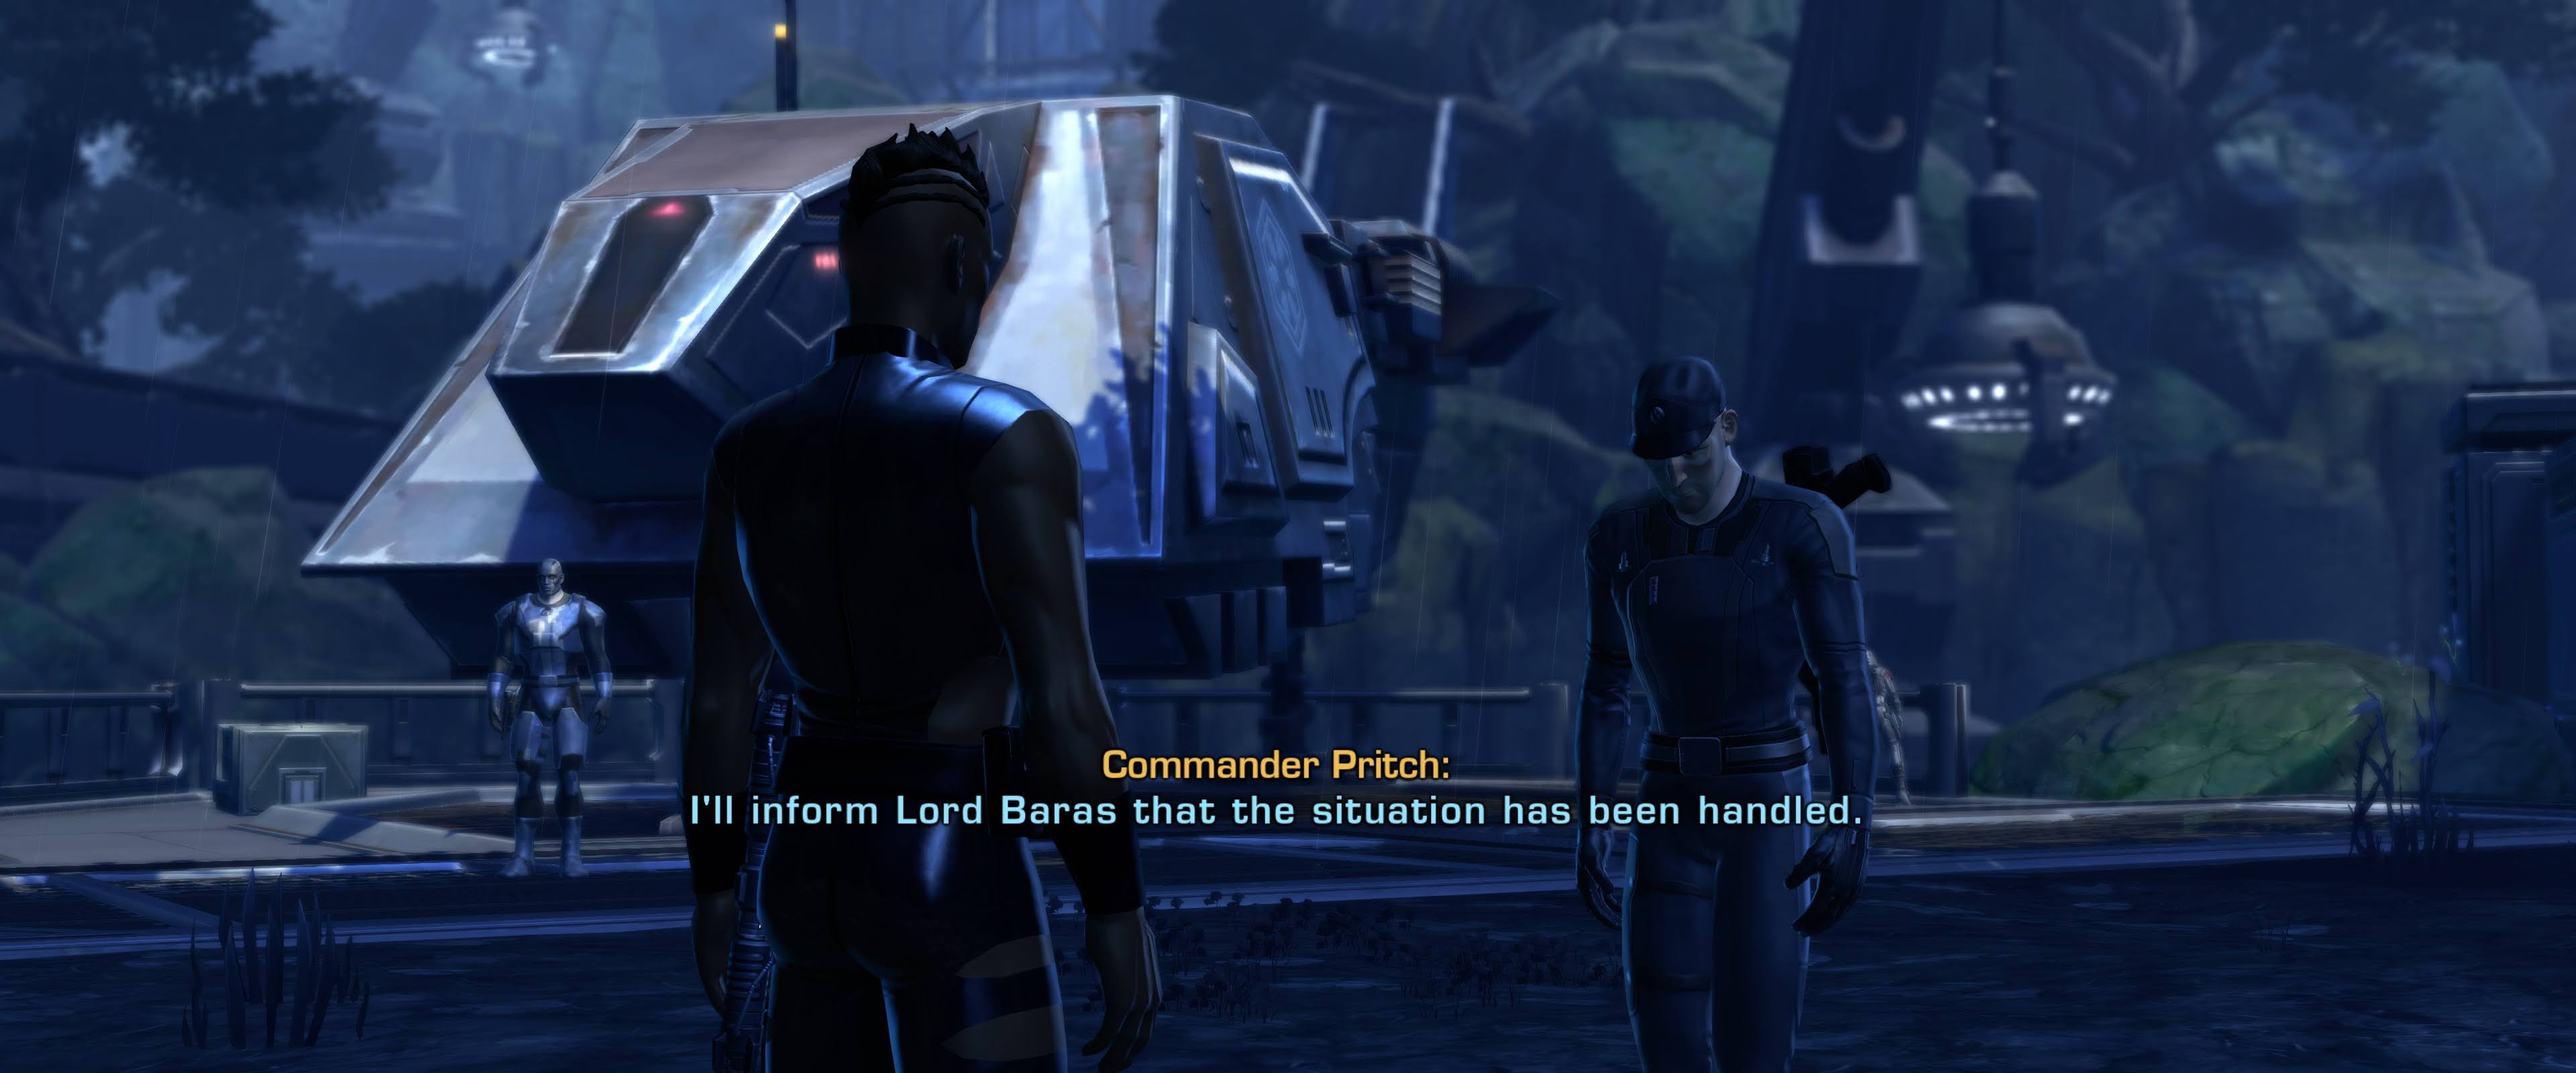 Commander Pritch:
I'll inform Lord Baras that the situation has been handled.